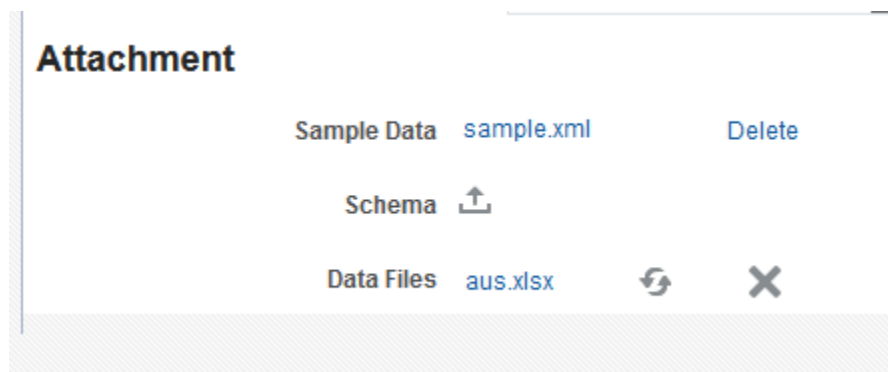 Attachment
Sample Data sample.xml Delete
Schema
Data Files aus.xlsx